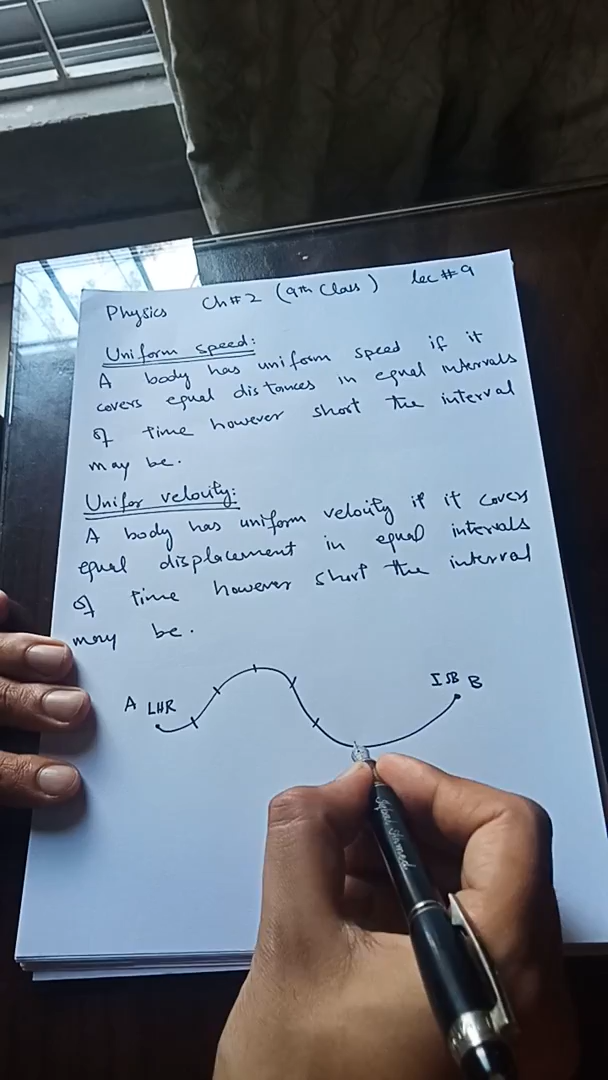 Physics Ch#2 (9th Class) lec#9
Uniform speed:
A body has uniform speed if it
covers equal distances in equal intervals
of time however short the interval
may be.
Unifor velocity:
A body has uniform velocity if it covers
equal displacement in equal intervals
of time however short the interval
may be.
A LHR
ISB B
Iqbal Ahmed